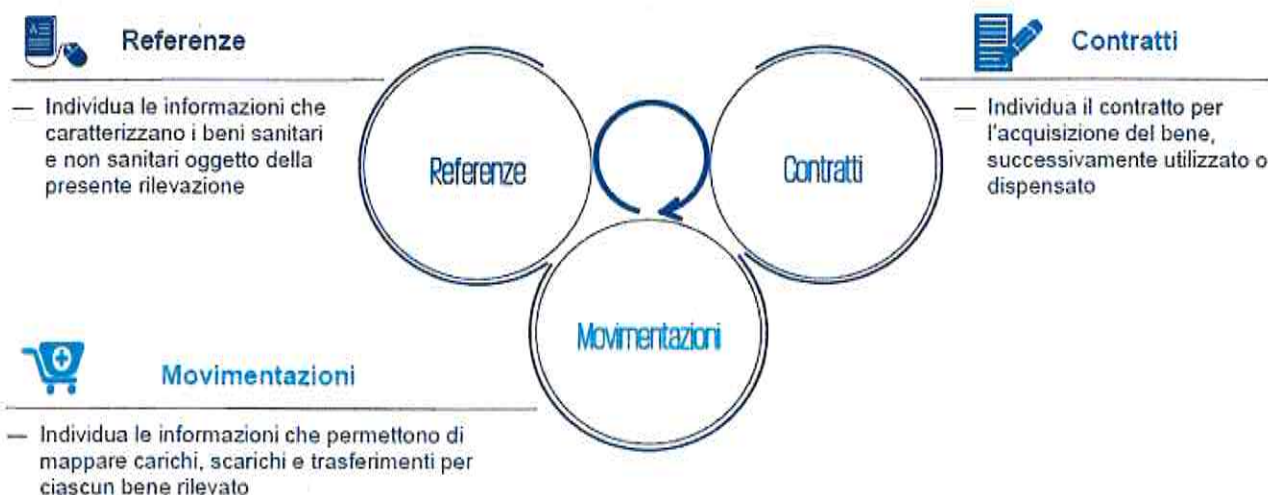 Referenze
— Individua le informazioni che
caratterizzano i beni sanitari
e non sanitari oggetto della
presente rilevazione
Referenze
Contratti
Movimentazioni
Contratti
— Individua il contratto per
l'acquisizione del bene,
successivamente utilizzato o
dispensato
Movimentazioni
— Individua le informazioni che permettono di
mappare carichi, scarichi e trasferimenti per
ciascun bene rilevato